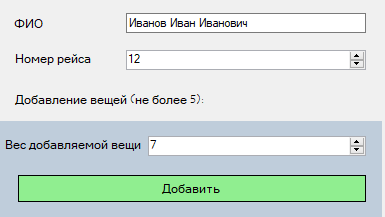 ФИО Иванов Иван Иванович
Номер рейса 12
Добавление вещей (не более 5):
Вес добавляемой вещи 7
Добавить